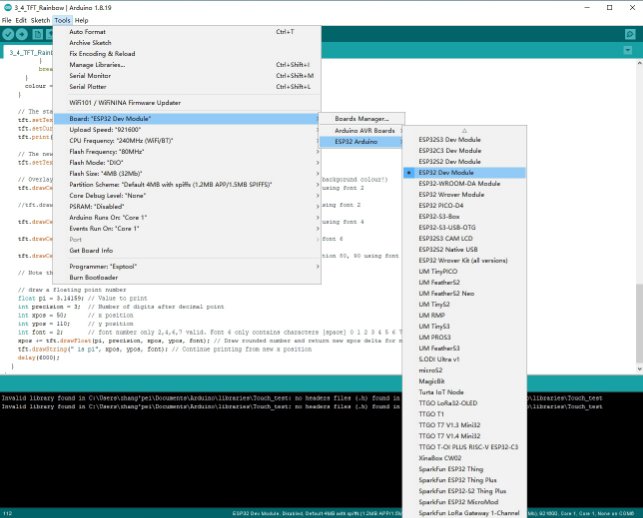 3_4_TFT_Rainbow | Arduino 1.8.19
File Edit Sketch Tools Help
Auto Format Ctrl+T
Archive Sketch
Fix Encoding & Reload
Manage Libraries... Ctrl+Shift+I
Serial Monitor Ctrl+Shift+M
Serial Plotter Ctrl+Shift+L
WiFi101 / WiFiNINA Firmware Updater
Board: "ESP32 Dev Module"
Upload Speed: "921600"
CPU Frequency: "240MHz (WiFi/BT)"
Flash Frequency: "80MHz"
Flash Mode: "DIO"
Flash Size: "4MB (32Mb)"
Partition Scheme: "Default 4MB with spiffs (1.2MB APP/1.5MB SPIFFS)"
Core Debug Level: "None"
PSRAM: "Disabled"
Arduino Runs On: "Core 1"
Events Run On: "Core 1"
Port
Get Board Info
Programmer: "Esptool"
Burn Bootloader
Boards Manager...
Arduino AVR Boards
ESP32 Arduino
ESP32S3 Dev Module
ESP32C3 Dev Module
ESP32S2 Dev Module
ESP32 Dev Module
ESP32-WROOM-DA Module
ESP32 Wrover Module
ESP32 PICO-D4
ESP32-S3-Box
ESP32-S3-USB-OTG
ESP32S3 CAM LCD
ESP32S2 Native USB
ESP32 Wrover Kit (all versions)
UM TinyPICO
UM FeatherS2
UM FeatherS2 Neo
UM TinyS2
UM RMP
UM TinyS3
UM PROS3
UM FeatherS3
S.ODI Ultra v1
microS2
MagicBit
Turta IoT Node
TTGO LoRa32-OLED
TTGO T1
TTGO T7 V1.3 Mini32
TTGO T7 V1.4 Mini32
TTGO T-OI PLUS RISC-V ESP32-C3
XinaBox CW02
SparkFun ESP32 Thing
SparkFun ESP32 Thing Plus
SparkFun ESP32-S2 Thing Plus
SparkFun ESP32 MicroMod
SparkFun LoRa Gateway 1-Channel
3_4_TFT_Rainb
}
brea
}
colour =
// The sta
tft.setTe
tft.setCu
tft.print
// The new
tft.setTe
// Overlay background colour!)
tft.drawCe using font 2
//tft.draw font 2
tft.drawCe using font 4
tft.drawCe font 6
tft.drawCe tion 50, 90 using font
// Note th
// draw a floating point number
float pi = 3.14159; // Value to print
int precision = 3; // Number of digits after decimal point
int xpos = 50; // x position
int ypos = 110; // y position
int font = 2; // font number only 2,4,6,7 valid. Font 6 only contains characters [space] 0 1 2 3 4 5 6 7
xpos += tft.drawFloat(pi, precision, xpos, ypos, font); // Draw rounded number and return new xpos delta for n
tft.drawString(" is pi", xpos, ypos, font); // Continue printing from new x position
delay(4000);
}
Invalid library found in C:\Users\shang'pei\Documents\Arduino\libraries\Touch_test: no headers files (.h) found in no\libraries\Touch_test
Invalid library found in C:\Users\shang'pei\Documents\Arduino\libraries\Touch_test: no headers files (.h) found in no\libraries\Touch_test
112
ESP32 Dev Module, Disabled, Default 4MB with spiffs (1.2MB APP/1.5MB b), 921600, Core 1, Core 1, None on COM6